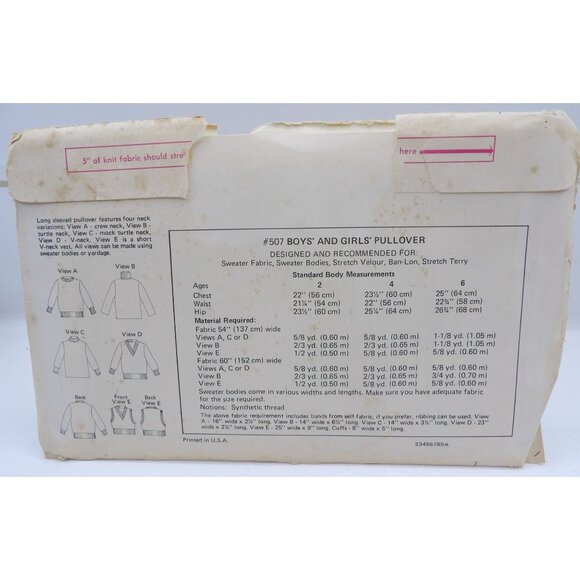 5" of knit fabric should stre
here
Long sleeved pullover features four neck
variations; View A - crew neck, View B -
turtle neck, View C - mock turtle neck,
View D - V-neck. View E is a short
V-neck vest. All views can be made using
sweater bodies or yardage.
View A
View B
View C
View D
Back
Front
View E
Back
View E
#507 BOYS' AND GIRLS' PULLOVER
DESIGNED AND RECOMMENDED FOR:
Sweater Fabric, Sweater Bodies, Stretch Velour, Ban-Lon, Stretch Terry
Standard Body Measurements
Ages 2 4 6
Chest 22" (56 cm) 23½" (60 cm) 25" (64 cm)
Waist 21¼" (54 cm) 22" (56 cm) 22¾" (58 cm)
Hip 23½" (60 cm) 25¼" (64 cm) 26¾" (68 cm)
Material Required:
Fabric 54" (137 cm) wide
Views A, C or D 5/8 yd. (0.60 m) 5/8 yd. (0.60 m) 1-1/8 yd. (1.05 m)
View B 2/3 yd. (0.65 m) 2/3 yd. (0.65 m) 1-1/8 yd. (1.05 m)
View E 1/2 yd. (0.50 m) 5/8 yd. (0.60 m) 5/8 yd. (0.60 m)
Fabric 60" (152 cm) wide
Views A, C or D 5/8 yd. (0.60 m) 5/8 yd. (0.60 m) 5/8 yd. (0.60 m)
View B 2/3 yd. (0.65 m) 2/3 yd. (0.65 m) 3/4 yd. (0.70 m)
View E 1/2 yd. (0.50 m) 5/8 yd. (0.60 m) 5/8 yd. (0.60 m)
Sweater bodies come in various widths and lengths. Make sure you have adequate fabric
for the size required.
Notions: Synthetic thread
The above fabric requirement includes bands from self fabric, if you prefer, ribbing can be used. View
A - 16" wide x 2½" long. View B - 14" wide x 6½" long. View C - 14" wide x 3½" long. View D - 23"
wide x 2½" long. View E - 25" wide x 9" long. Cuffs - 8" wide x 5" long.
Printed in U.S.A.
23456789A